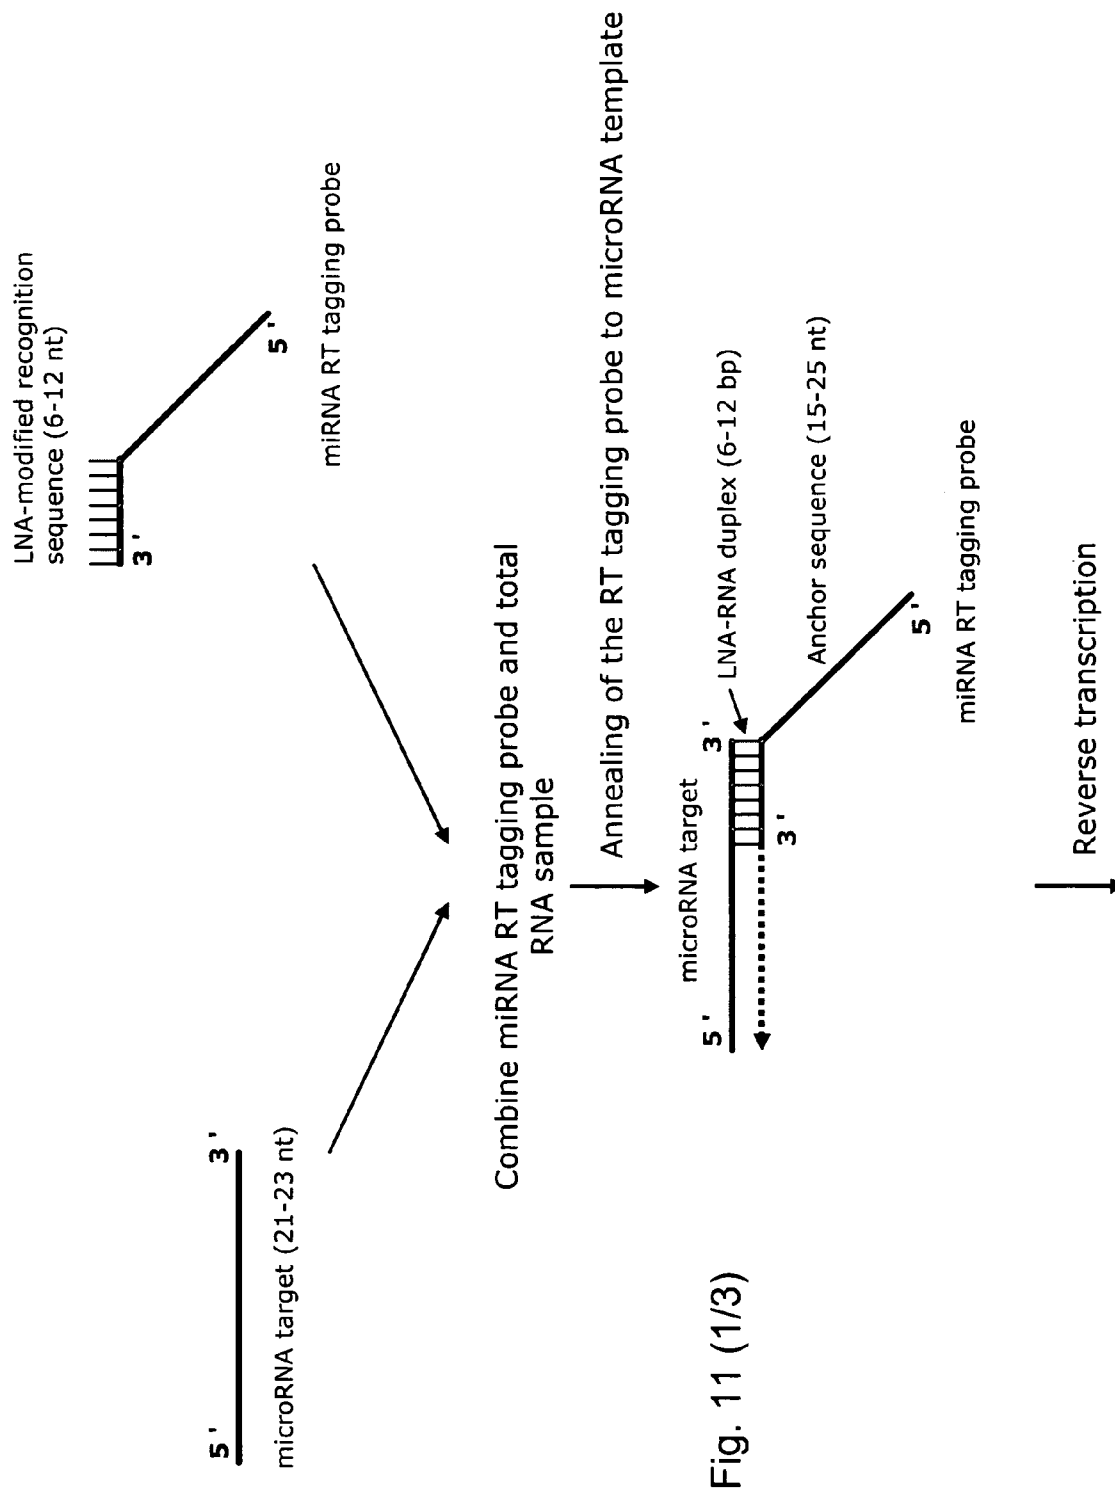 LNA-modified recognition
sequence (6-12 nt)
3'
5'
miRNA RT tagging probe
5'
3'
microRNA target (21-23 nt)
Combine miRNA RT tagging probe and total
RNA sample
Annealing of the RT tagging probe to microRNA template
microRNA target
5'
3'
LNA-RNA duplex (6-12 bp)
3'
Anchor sequence (15-25 nt)
5'
miRNA RT tagging probe
Reverse transcription
Fig. 11 (1/3)